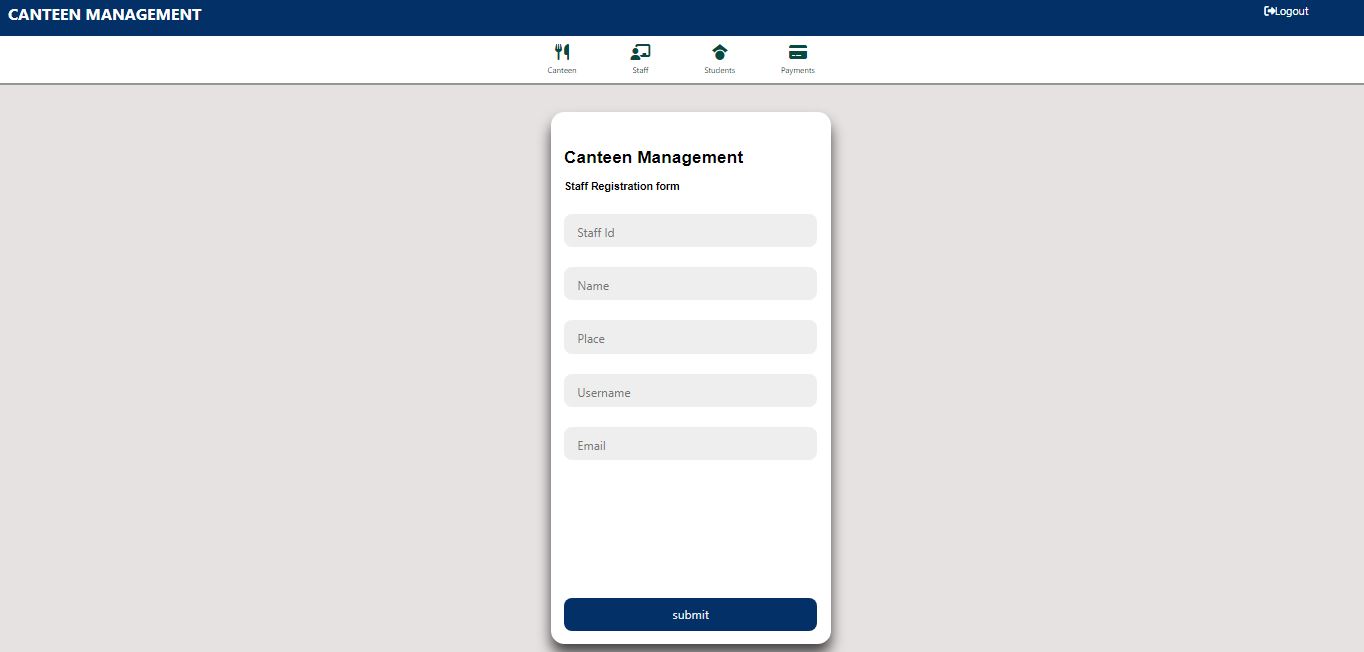 CANTEEN MANAGEMENT
Logout
Canteen Staff Students Payments
Canteen Management
Staff Registration form
Staff Id
Name
Place
Username
Email
submit